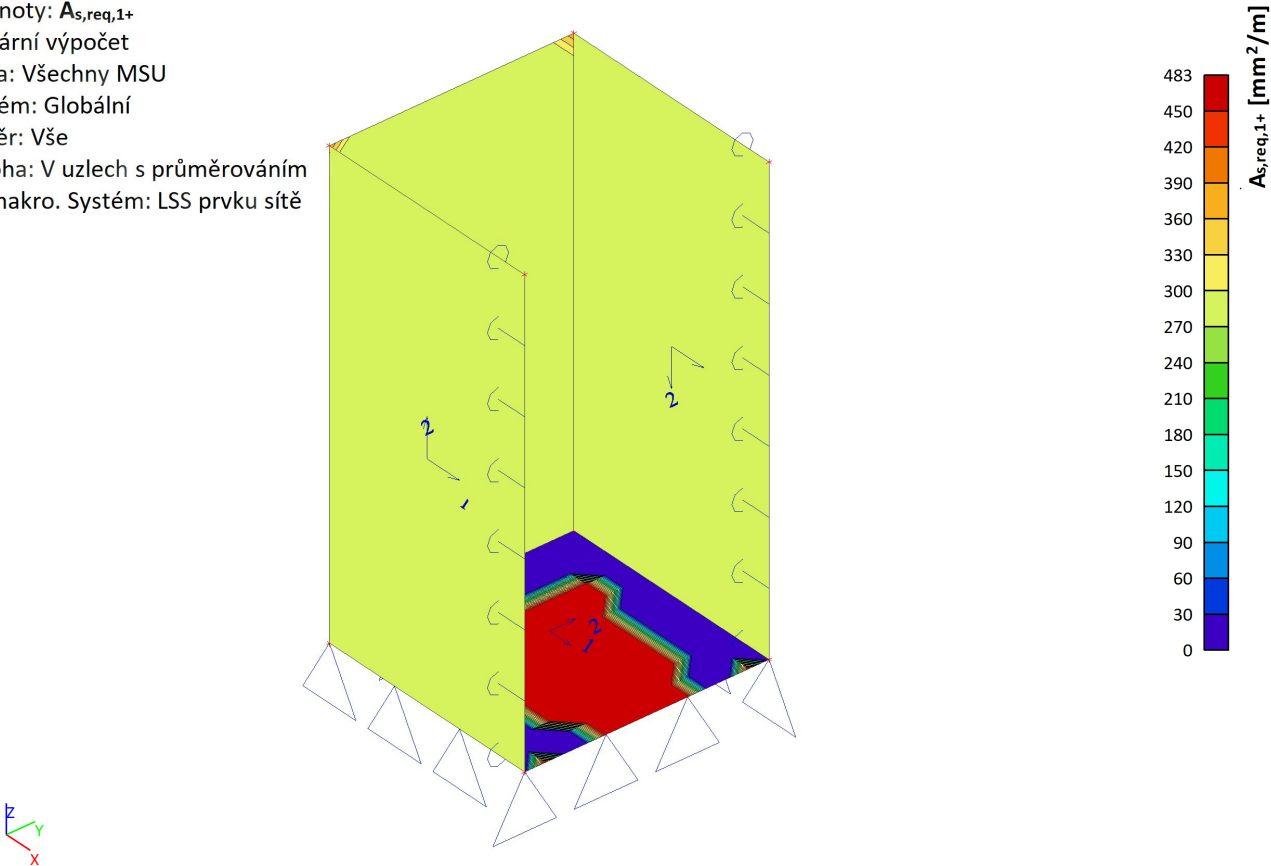 noty: As,req,1+
ární výpočet
a: Všechny MSU
ém: Globální
ěr: Vše
ha: V uzlech s průměrováním
makro. Systém: LSS prvku sítě
As,req,1+ [mm²/m]
483
450
420
390
360
330
300
270
240
210
180
150
120
90
60
30
0
2
2
1
2
1
Z
Y
X